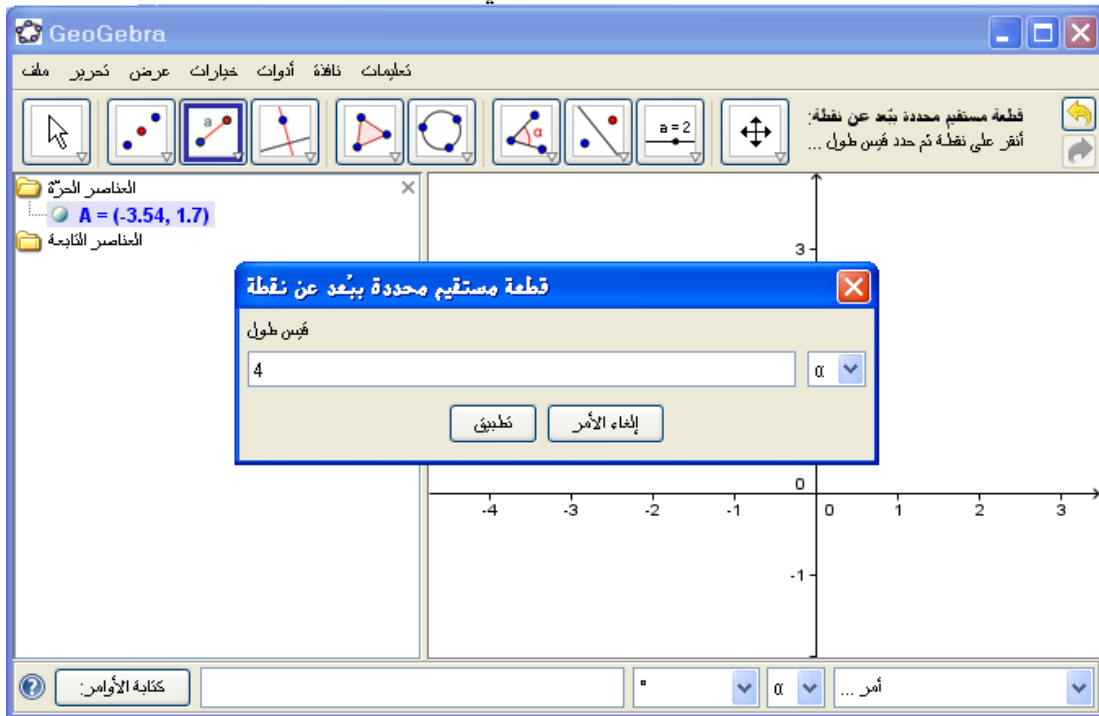 GeoGebra
ملف تحرير عرض خيارات أدوات نافذة تعليمات
a
α
a = 2
قطعة مستقيم محددة ببُعد عن نقطة:
أنقر على نقطة ثم حدد قيس طول ...
العناصر الحرّة
A = (-3.54, 1.7)
العناصر التابعة
قطعة مستقيم محددة ببُعد عن نقطة
قيس طول
4
α
تطبيق
إلغاء الأمر
3
0
-4 -3 -2 -1 0 1 2 3
-1
كتابة الأوامر:
°
α
أمر ...